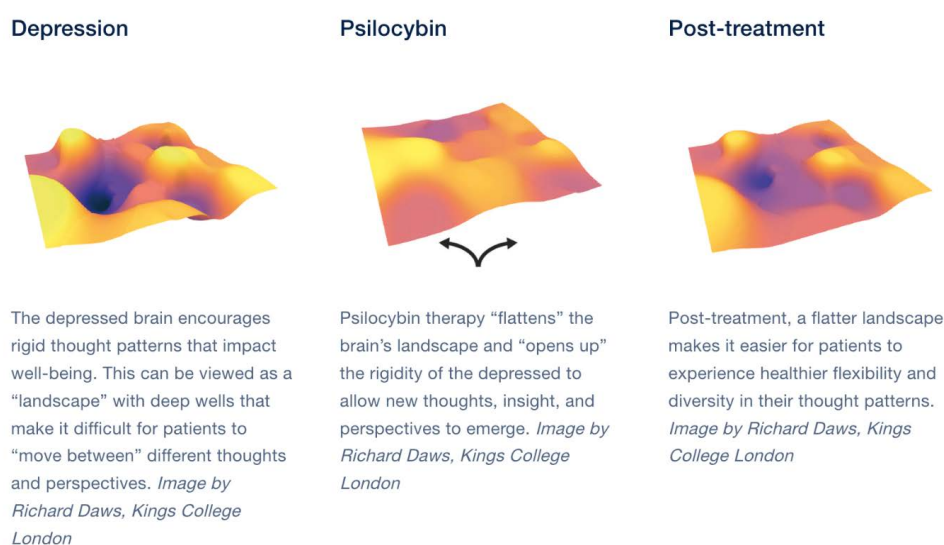 Depression
The depressed brain encourages
rigid thought patterns that impact
well-being. This can be viewed as a
“landscape” with deep wells that
make it difficult for patients to
“move between” different thoughts
and perspectives. Image by
Richard Daws, Kings College
London
Psilocybin
Psilocybin therapy “flattens” the
brain’s landscape and “opens up”
the rigidity of the depressed to
allow new thoughts, insight, and
perspectives to emerge. Image by
Richard Daws, Kings College
London
Post-treatment
Post-treatment, a flatter landscape
makes it easier for patients to
experience healthier flexibility and
diversity in their thought patterns.
Image by Richard Daws, Kings
College London